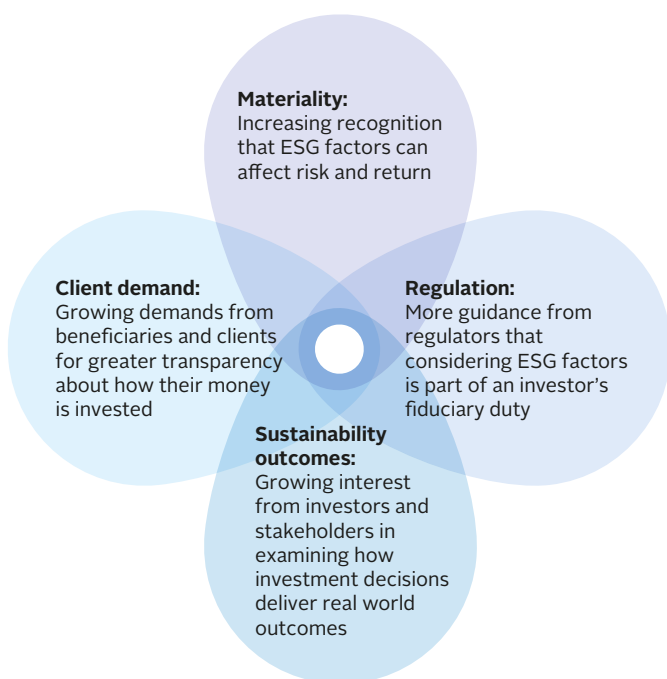 Materiality:
Increasing recognition
that ESG factors can
affect risk and return
Client demand:
Growing demands from
beneficiaries and clients
for greater transparency
about how their money
is invested
Regulation:
More guidance from
regulators that
considering ESG factors
is part of an investor’s
fiduciary duty
Sustainability
outcomes:
Growing interest
from investors and
stakeholders in
examining how
investment decisions
deliver real world
outcomes